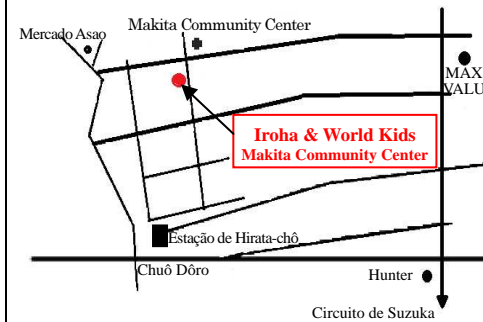 Makita Community Center
Mercado Asao
MAX
VALU
Iroha & World Kids
Makita Community Center
Estação de Hirata-chô
Chuô Dôro
Hunter
Circuito de Suzuka